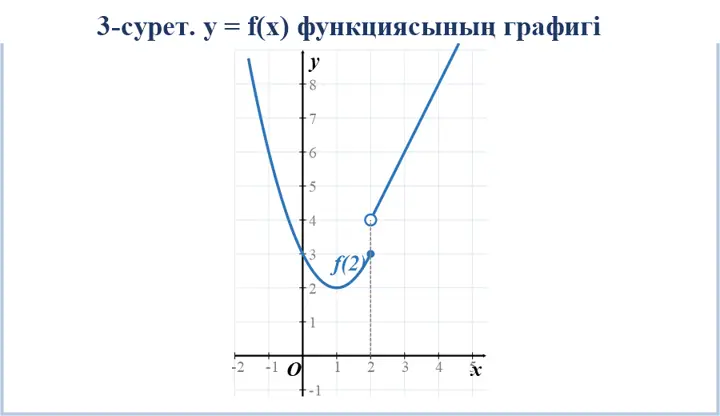 3-сурет. y = f(x) функциясының графигі
y
8
7
6
5
4
3
f(2)
2
1
-2 -1 O 1 2 3 4 5 x
-1